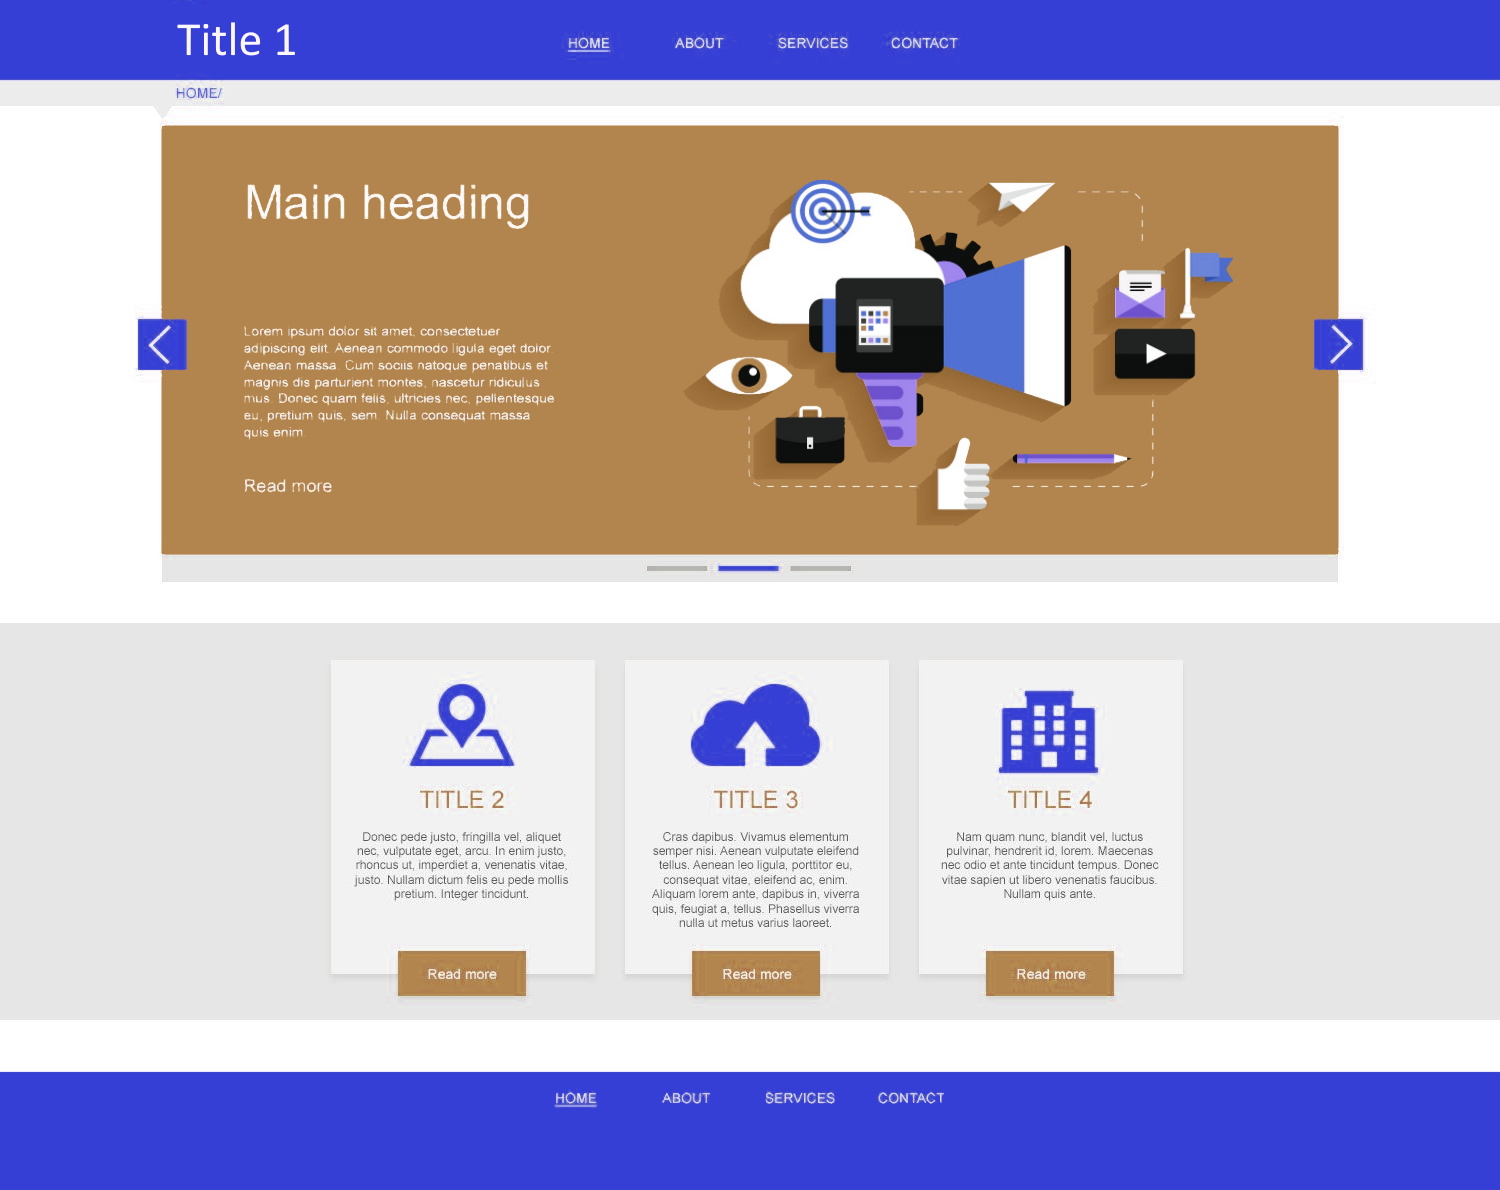 Title 1
HOME ABOUT SERVICES CONTACT
HOME/
Main heading
Lorem ipsum dolor sit amet, consectetuer
adipiscing elit. Aenean commodo ligula eget dolor.
Aenean massa. Cum sociis natoque penatibus et
magnis dis parturient montes, nascetur ridiculus
mus. Donec quam felis, ultricies nec, pellentesque
eu, pretium quis, sem. Nulla consequat massa
quis enim.
Read more
TITLE 2
Donec pede justo, fringilla vel, aliquet
nec, vulputate eget, arcu. In enim justo,
rhoncus ut, imperdiet a, venenatis vitae,
justo. Nullam dictum felis eu pede mollis
pretium. Integer tincidunt.
Read more
TITLE 3
Cras dapibus. Vivamus elementum
semper nisi. Aenean vulputate eleifend
tellus. Aenean leo ligula, porttitor eu,
consequat vitae, eleifend ac, enim.
Aliquam lorem ante, dapibus in, viverra
quis, feugiat a, tellus. Phasellus viverra
nulla ut metus varius laoreet.
Read more
TITLE 4
Nam quam nunc, blandit vel, luctus
pulvinar, hendrerit id, lorem. Maecenas
nec odio et ante tincidunt tempus. Donec
vitae sapien ut libero venenatis faucibus.
Nullam quis ante.
Read more
HOME ABOUT SERVICES CONTACT